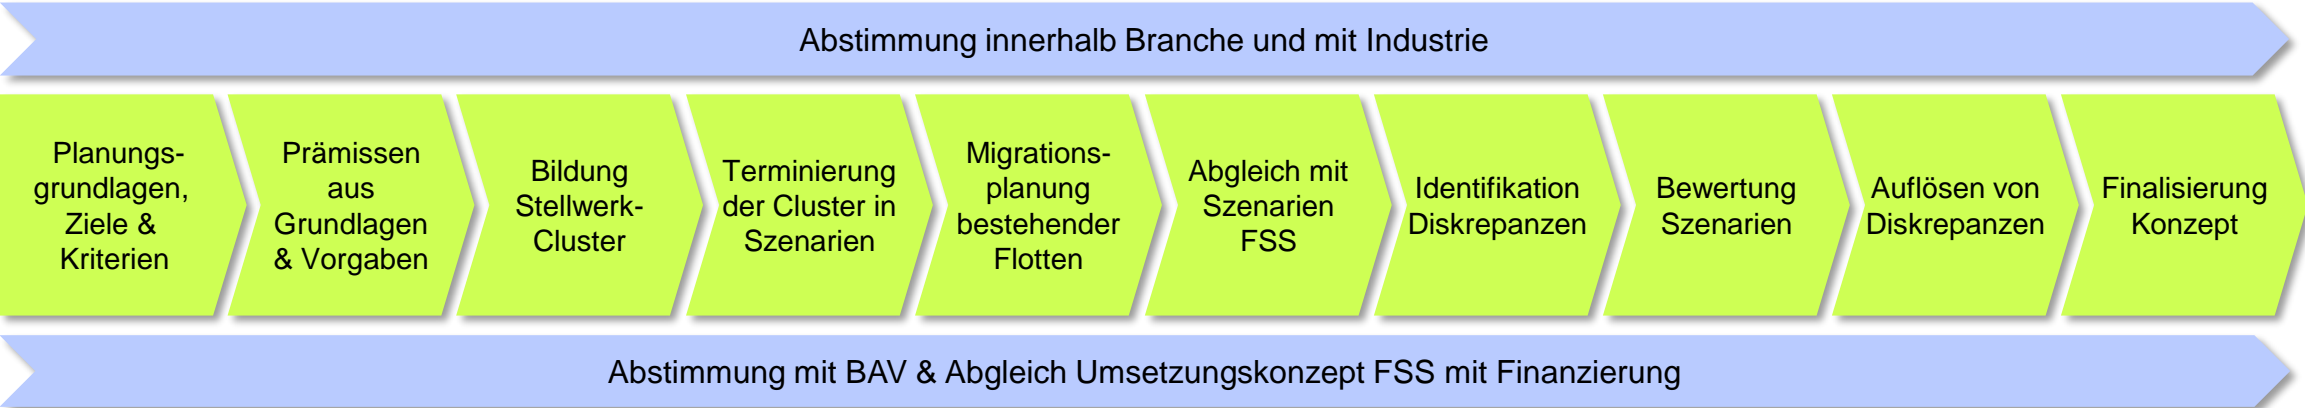 Abstimmung innerhalb Branche und mit Industrie
Planungs-
grundlagen,
Ziele &
Kriterien
Prämissen
aus
Grundlagen
& Vorgaben
Bildung
Stellwerk-
Cluster
Terminierung
der Cluster in
Szenarien
Migrations-
planung
bestehender
Flotten
Abgleich mit
Szenarien
FSS
Identifikation
Diskrepanzen
Bewertung
Szenarien
Auflösen von
Diskrepanzen
Finalisierung
Konzept
Abstimmung mit BAV & Abgleich Umsetzungskonzept FSS mit Finanzierung